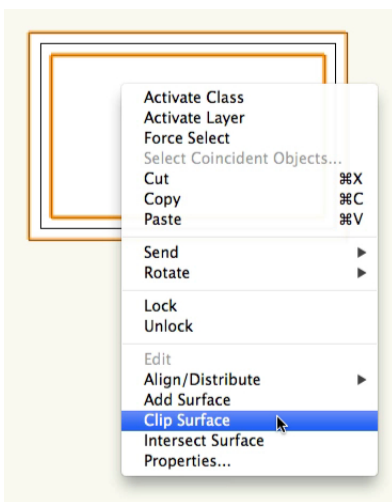 Activate Class
Activate Layer
Force Select
Select Coincident Objects...
Cut ⌘X
Copy ⌘C
Paste ⌘V
Send ▶
Rotate ▶
Lock
Unlock
Edit
Align/Distribute ▶
Add Surface
Clip Surface
Intersect Surface
Properties...